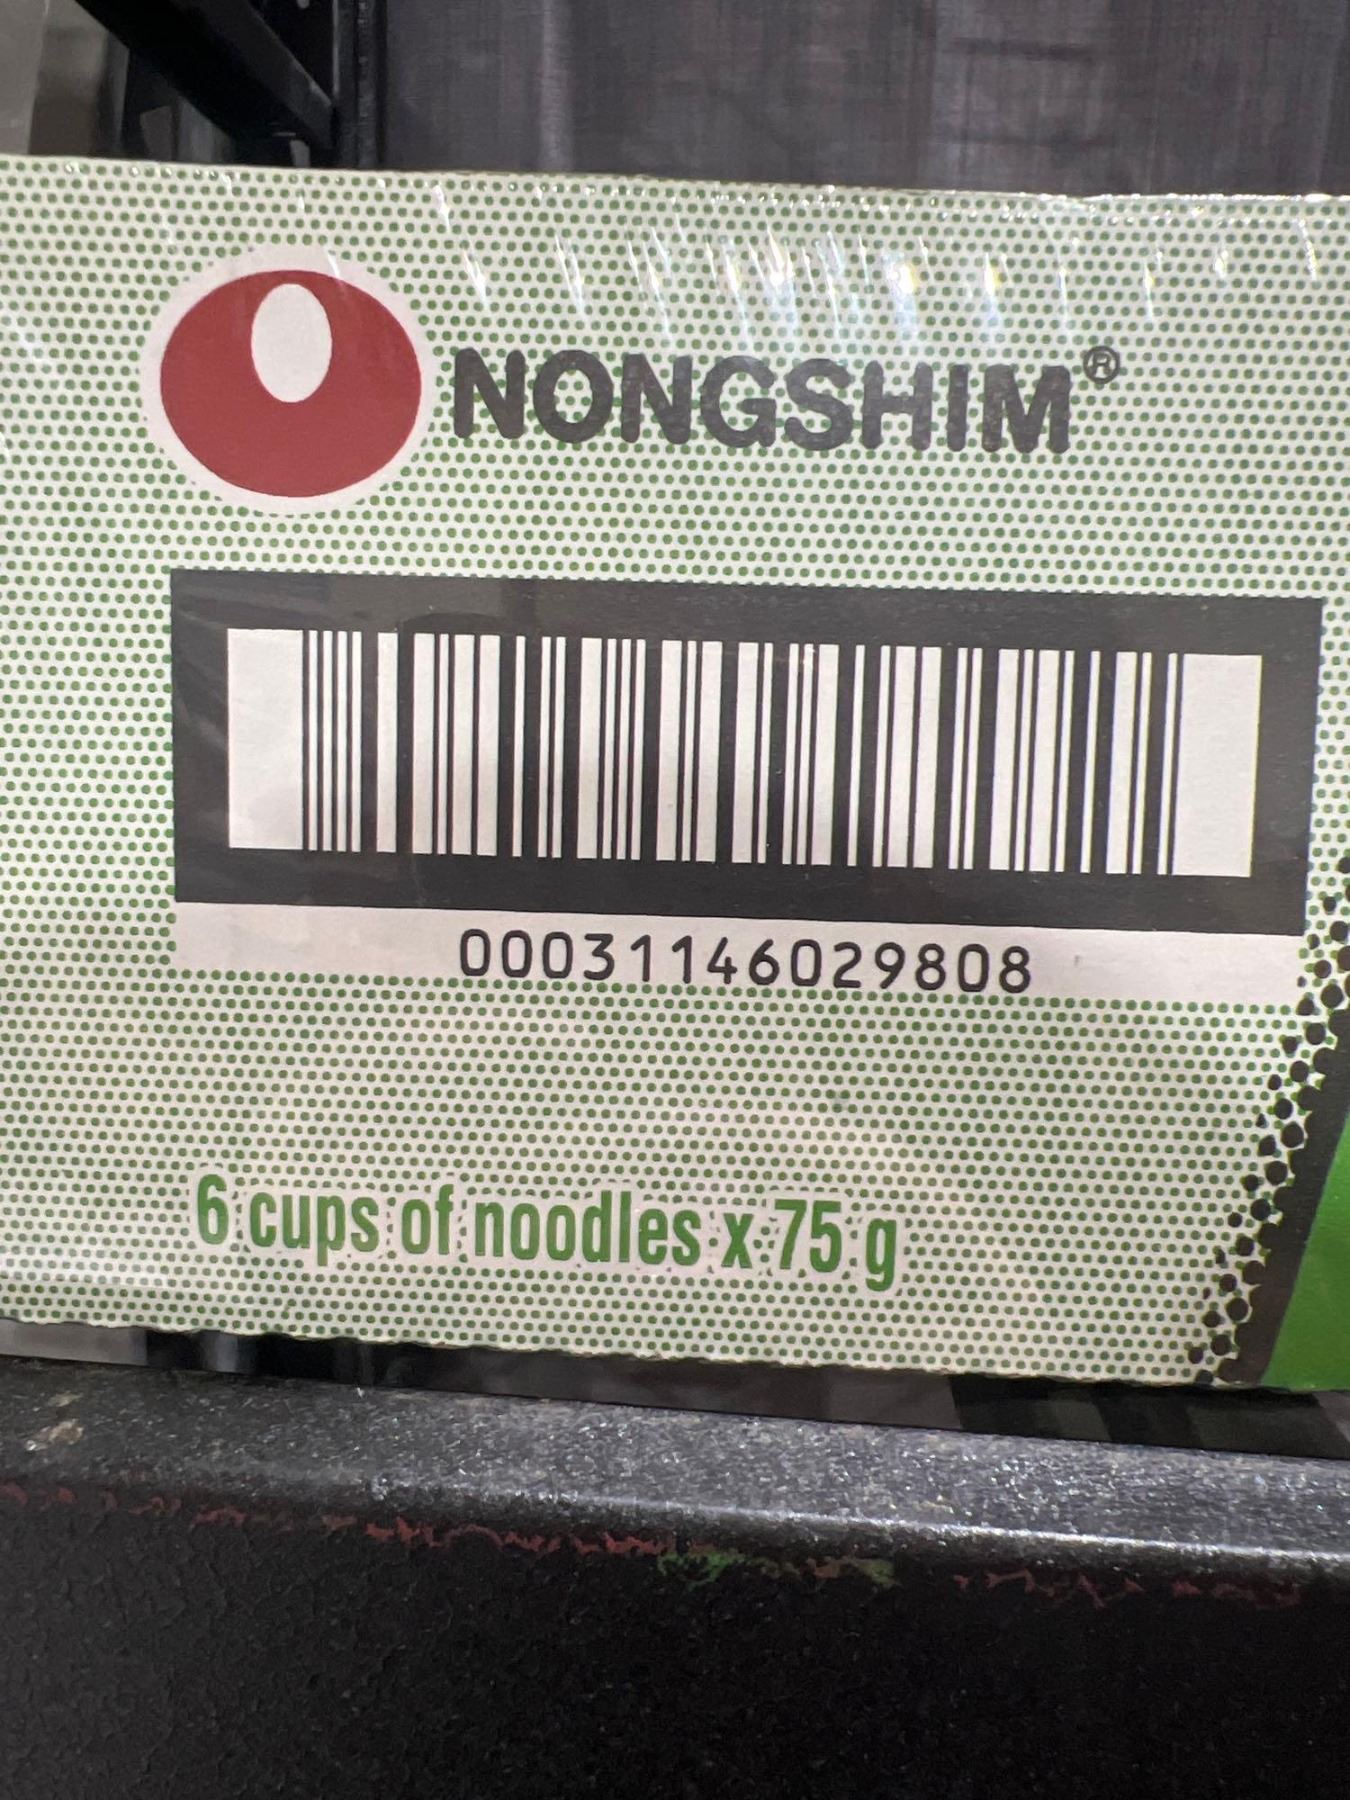 NONGSHIM®
00031146029808
6 cups of noodles x 75 g